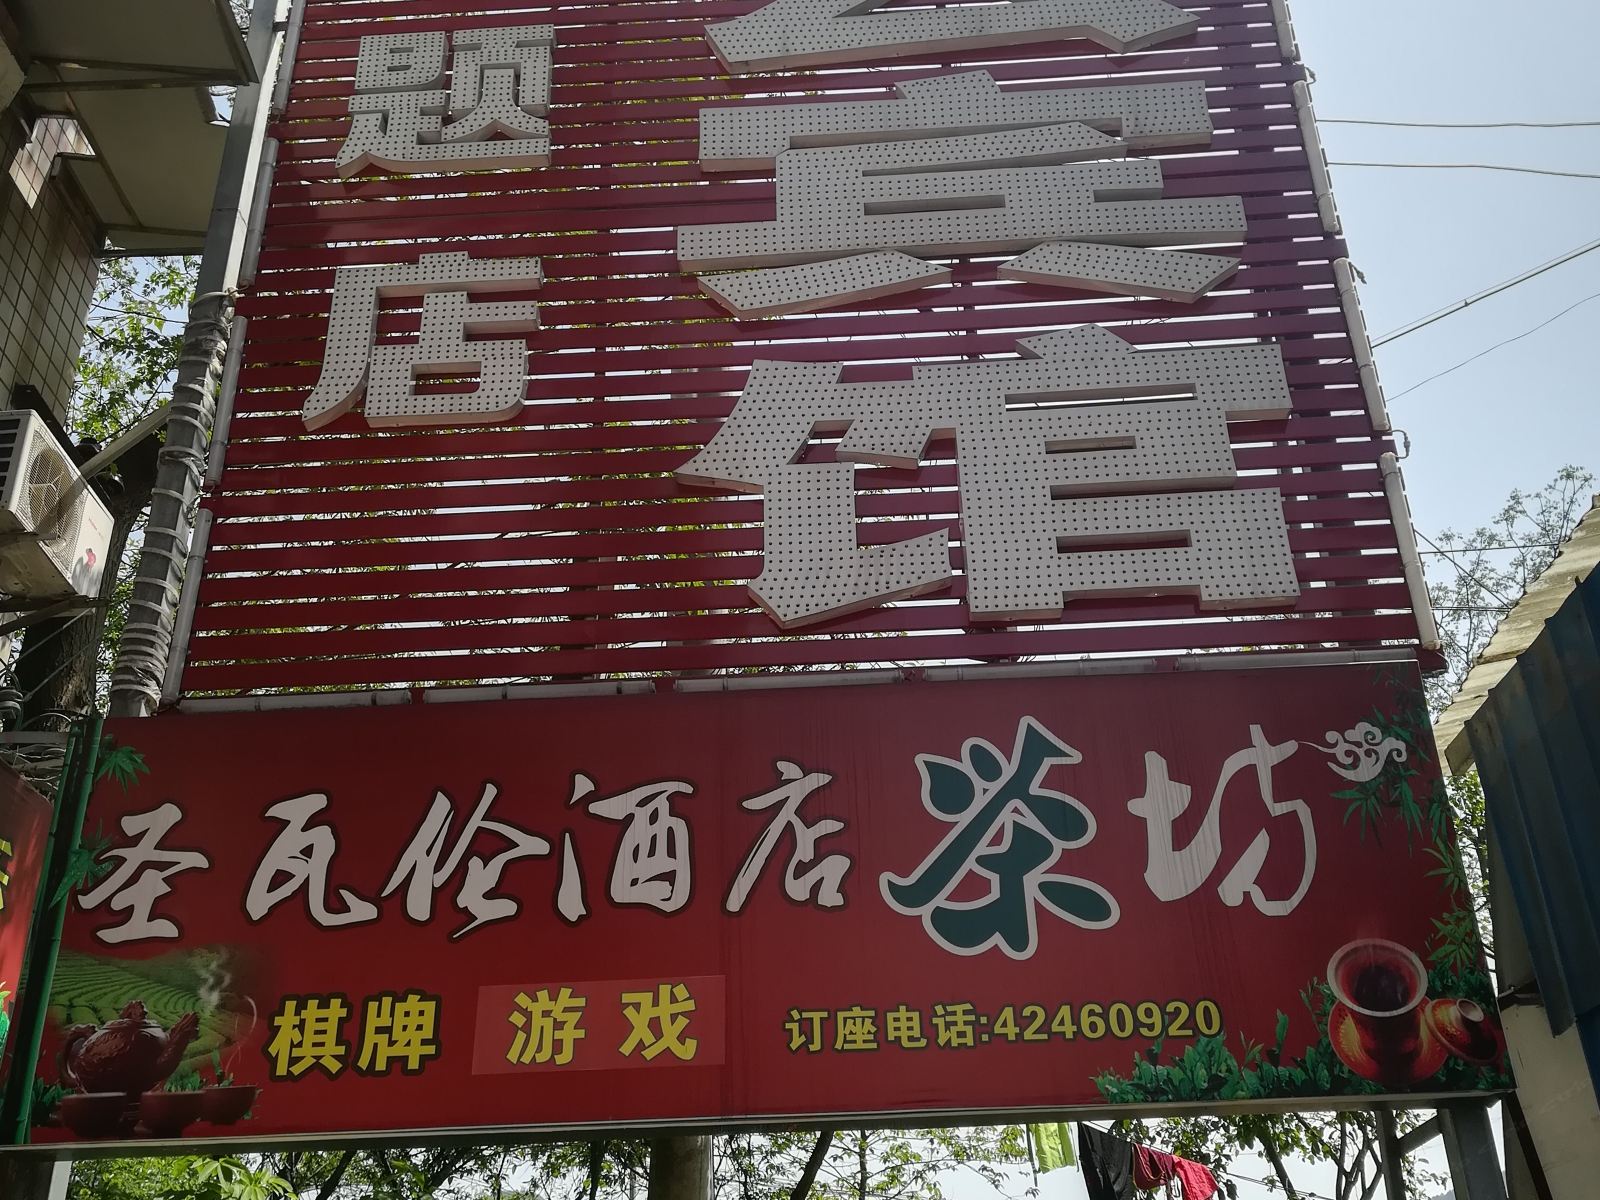 题店
宾馆
圣瓦伦酒店茶坊
棋牌 游戏 订座电话:42460920